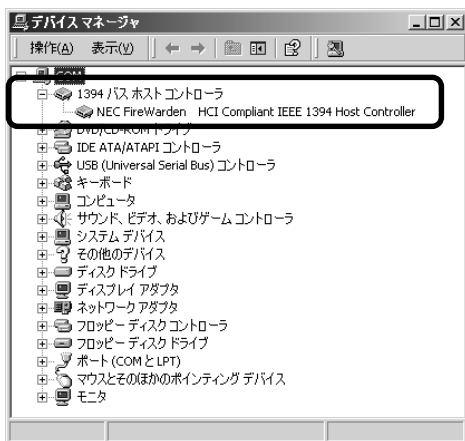 デバイス マネージャ
操作(A) 表示(V)
COM
1394 バス ホスト コントローラ
NEC FireWarden HCI Compliant IEEE 1394 Host Controller
DVD/CD-ROM ドライブ
IDE ATA/ATAPI コントローラ
USB (Universal Serial Bus) コントローラ
キーボード
コンピュータ
サウンド、ビデオ、およびゲーム コントローラ
システム デバイス
その他のデバイス
ディスク ドライブ
ディスプレイ アダプタ
ネットワーク アダプタ
フロッピー ディスク コントローラ
フロッピー ディスク ドライブ
ポート (COM と LPT)
マウスとそのほかのポインティング デバイス
モニタ